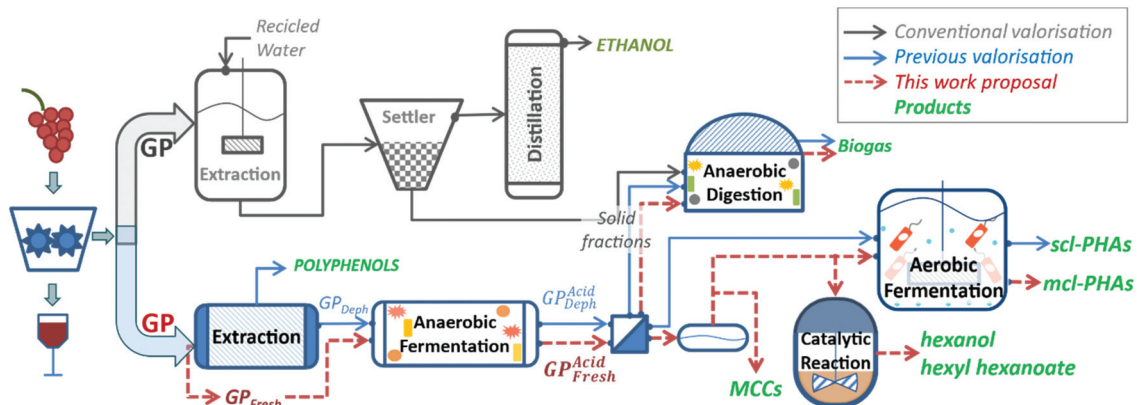 Recicled
Water
ETHANOL
Conventional valorisation
Previous valorisation
This work proposal
Products
GP
Extraction
Settler
Distillation
Biogas
Anaerobic
Digestion
Solid
fractions
GP
POLYPHENOLS
Extraction
GP_Deph
Anaerobic
Fermentation
GP^Acid_Deph
GP^Acid_Fresh
GP_Fresh
MCCs
Aerobic
Fermentation
scl-PHAs
mcl-PHAs
Catalytic
Reaction
hexanol
hexyl hexanoate